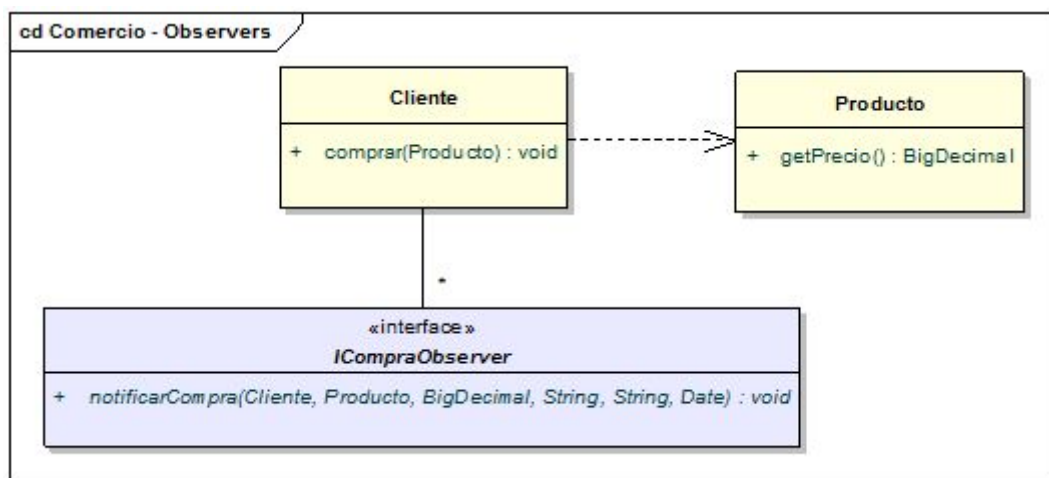 cd Comercio - Observers
Cliente
+ comprar(Producto) : void
Producto
+ getPrecio() : BigDecimal
*
«interface»
ICompraObserver
+ notificarCompra(Cliente, Producto, BigDecimal, String, String, Date) : void